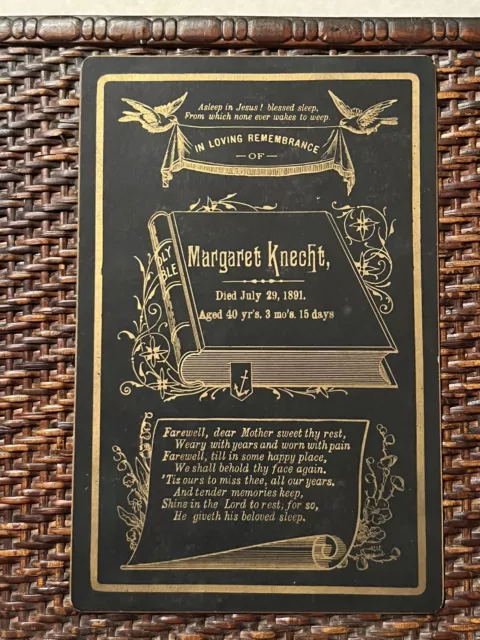 Asleep in Jesus! blessed sleep,
From which none ever wakes to weep.
IN LOVING REMEMBRANCE
— OF —
HOLY
BIBLE
Margaret Knecht,
Died July 29, 1891.
Aged 40 yr's. 3 mo's. 15 days
Farewell, dear Mother sweet thy rest,
Weary with years and worn with pain
Farewell, till in some happy place,
We shall behold thy face again.
'Tis ours to miss thee, all our years,
And tender memories keep,
Shine in the Lord to rest, for so,
He giveth his beloved sleep.